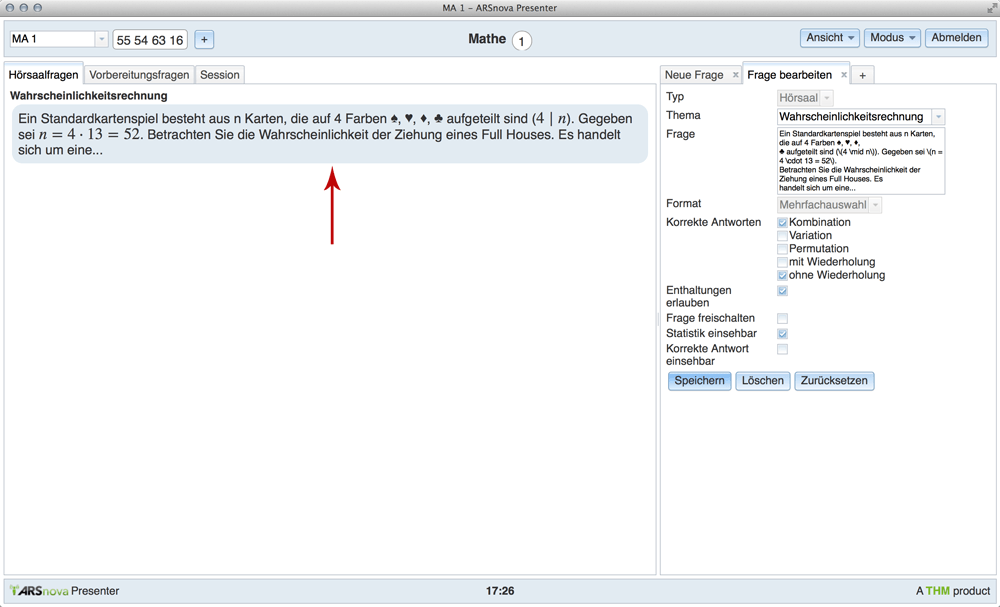 MA 1 – ARSnova Presenter
MA 1 55 54 63 16 + Mathe 1 Ansicht Modus Abmelden
Hörsaalfragen Vorbereitungsfragen Session
Wahrscheinlichkeitsrechnung
Ein Standardkartenspiel besteht aus n Karten, die auf 4 Farben ♠, ♥, ♦, ♣ aufgeteilt sind (4 | n). Gegeben
sei n = 4 · 13 = 52. Betrachten Sie die Wahrscheinlichkeit der Ziehung eines Full Houses. Es handelt
sich um eine...
Neue Frage × Frage bearbeiten × +
Typ Hörsaal
Thema Wahrscheinlichkeitsrechnung
Frage
Ein Standardkartenspiel besteht aus n Karten,
die auf 4 Farben ♠, ♥, ♦,
♣ aufgeteilt sind (\(4 \mid n\)). Gegeben sei \(n =
4 \cdot 13 = 52\).
Betrachten Sie die Wahrscheinlichkeit der
Ziehung eines Full Houses. Es
handelt sich um eine...
Format Mehrfachauswahl
Korrekte Antworten Kombination
Variation
Permutation
mit Wiederholung
ohne Wiederholung
Enthaltungen
erlauben
Frage freischalten
Statistik einsehbar
Korrekte Antwort
einsehbar
Speichern Löschen Zurücksetzen
ARSnova Presenter 17:26 A THM product